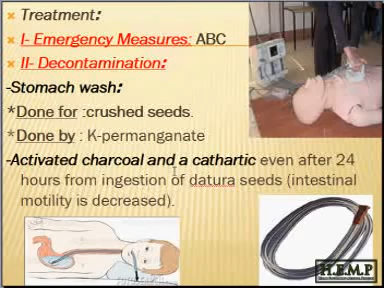 Treatment:
I- Emergency Measures: ABC
II- Decontamination:
-Stomach wash:
*Done for :crushed seeds.
*Done by : K-permanganate
-Activated charcoal and a cathartic even after 24
hours from ingestion of datura seeds (intestinal
motility is decreased).
H.E.M.P